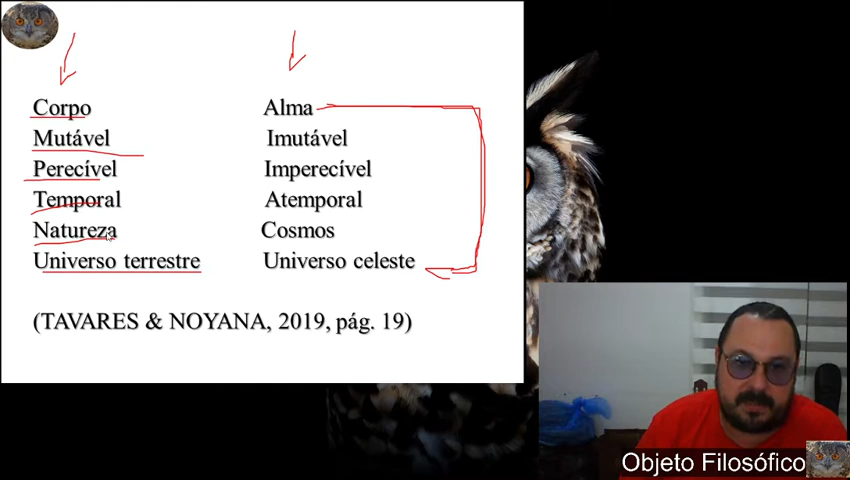 Corpo Alma
Mutável Imutável
Perecível Imperecível
Temporal Atemporal
Natureza Cosmos
Universo terrestre Universo celeste
(TAVARES & NOYANA, 2019, pág. 19)
Objeto Filosófico